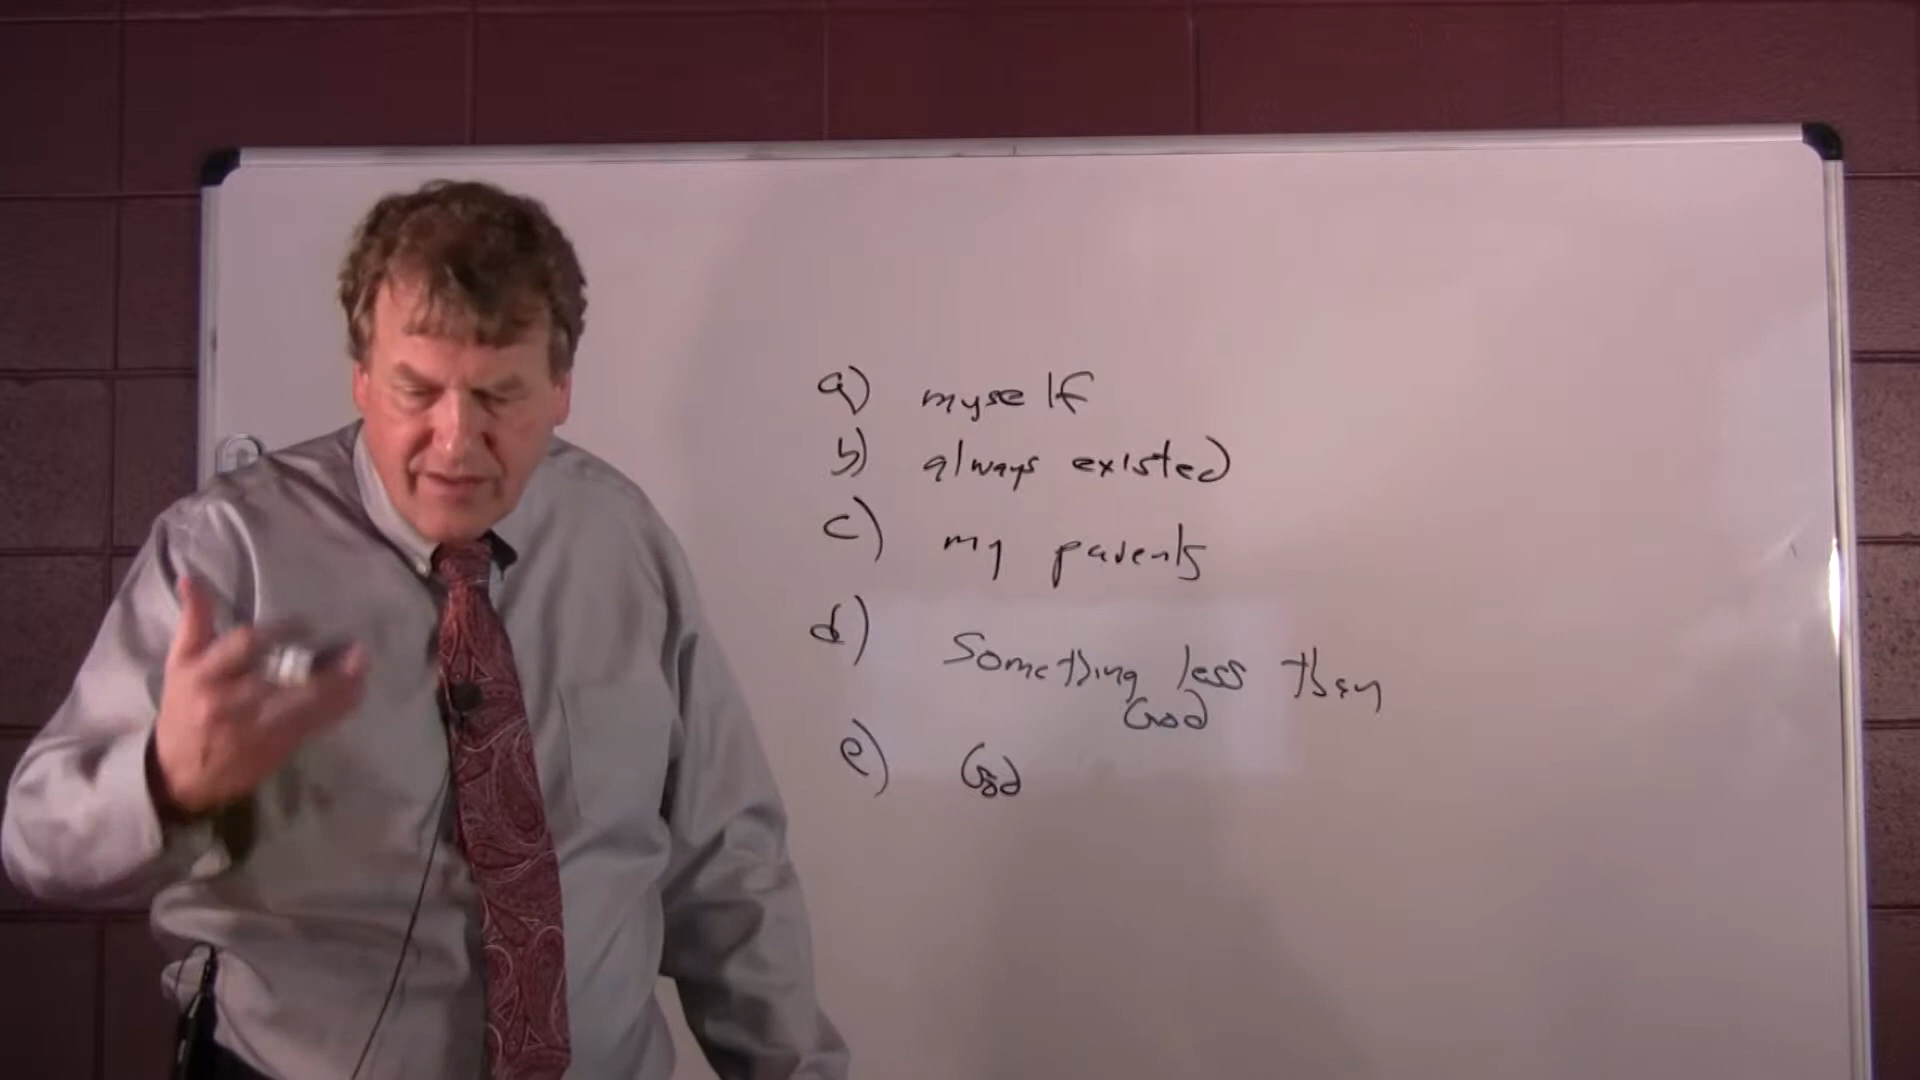 a) myself
b) always existed
c) my parents
d) Something less than
God
e) God